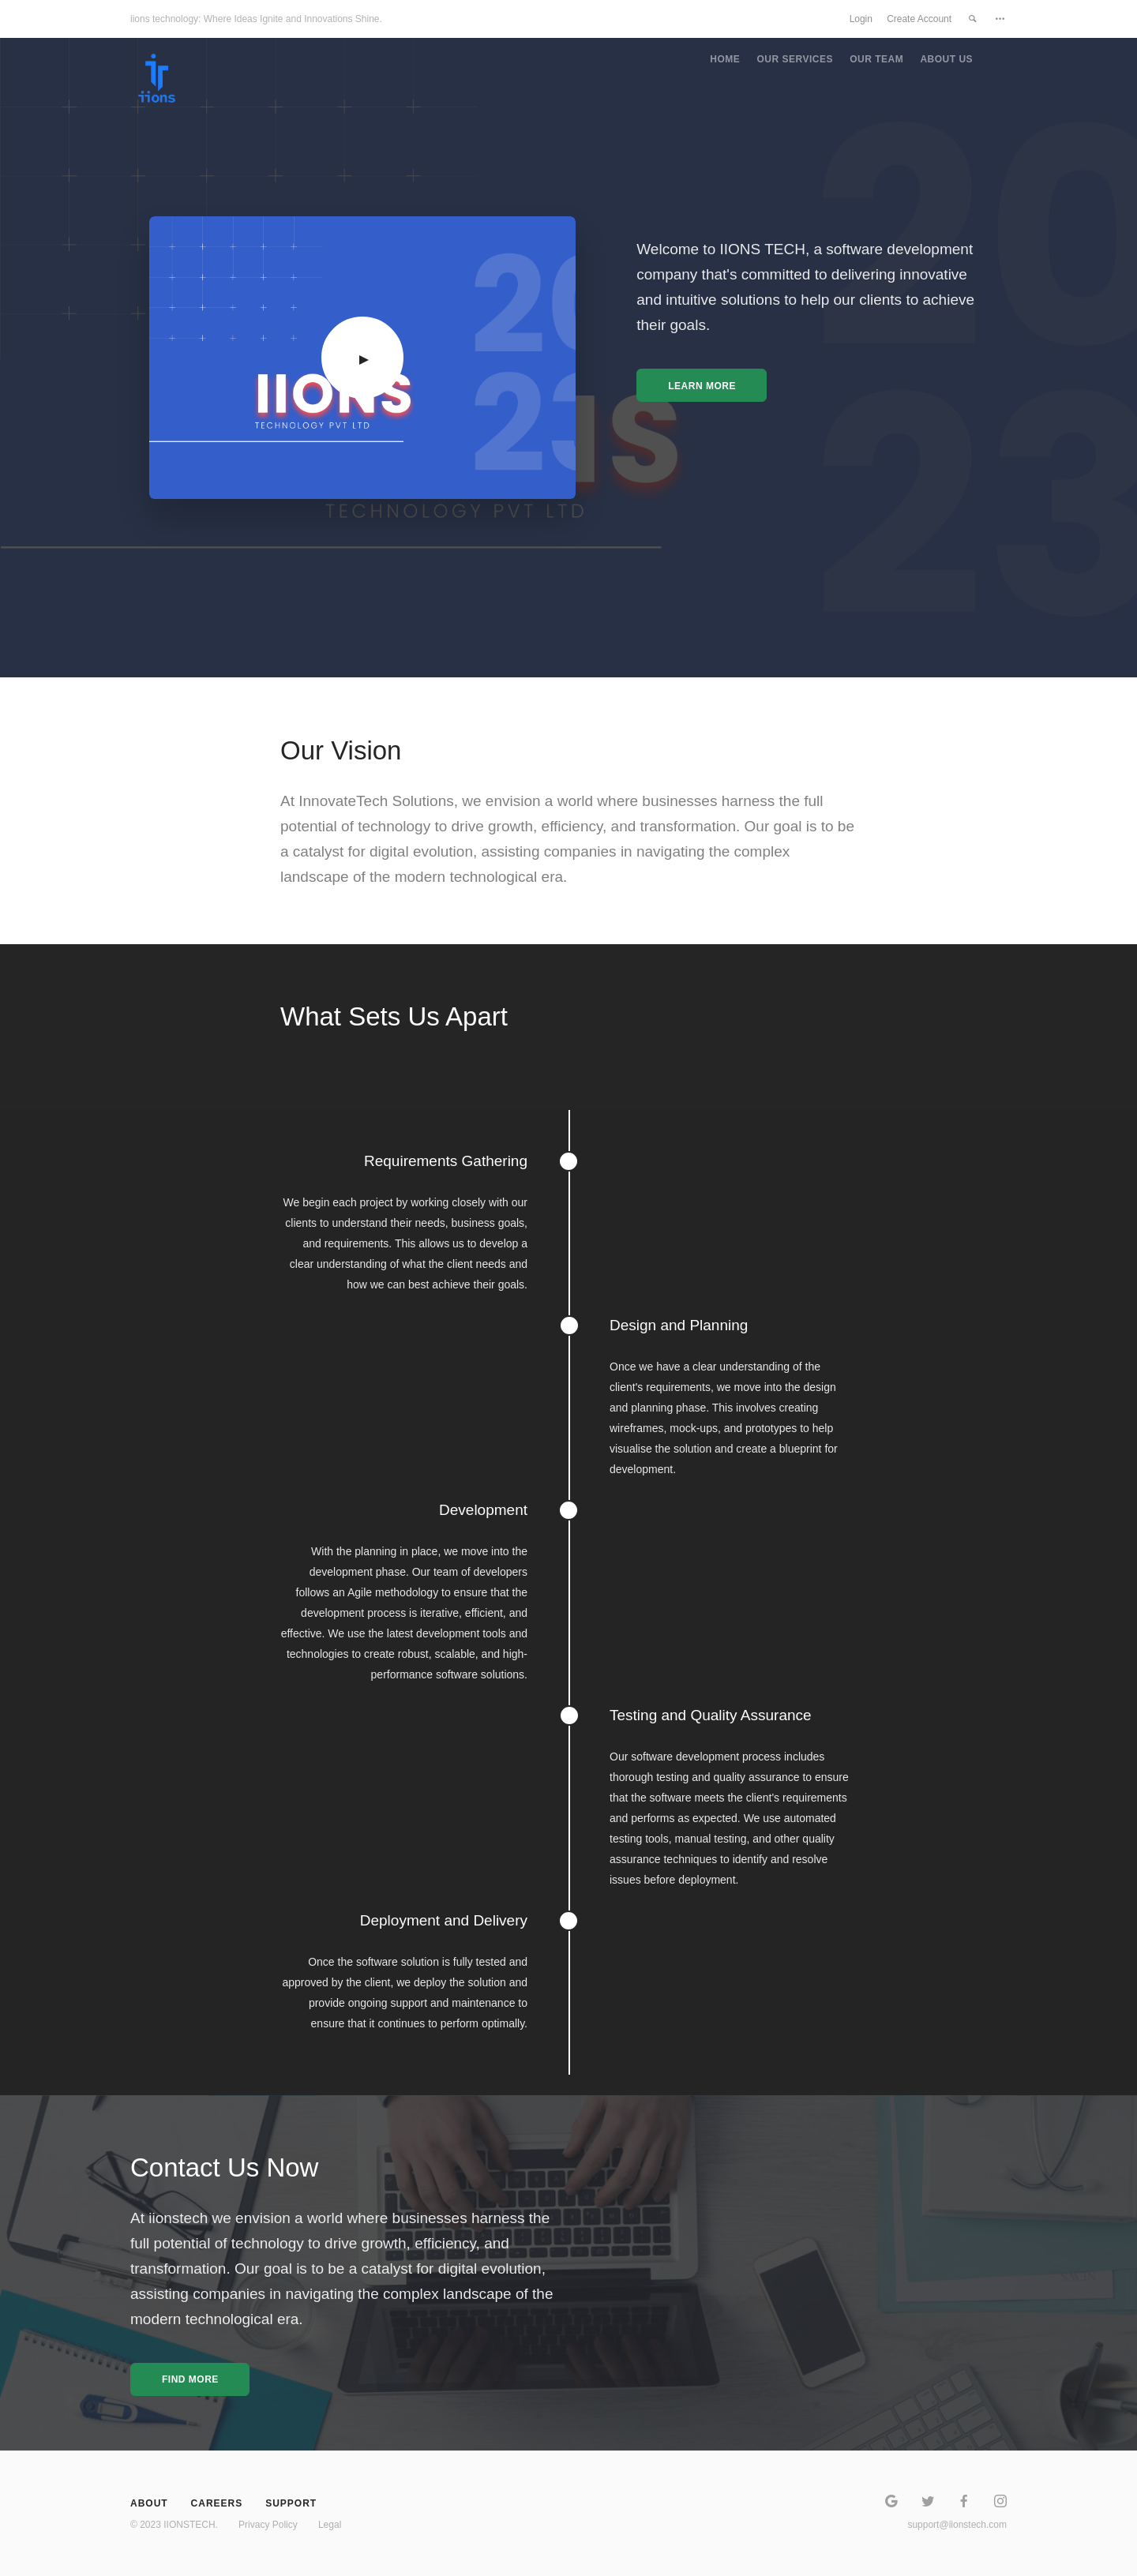 iions technology: Where Ideas Ignite and Innovations Shine.
Login Create Account
iions
HOME OUR SERVICES OUR TEAM ABOUT US
20
23
20
23
IIONS
TECHNOLOGY PVT LTD
Welcome to IIONS TECH, a software development
company that's committed to delivering innovative
and intuitive solutions to help our clients to achieve
their goals.
LEARN MORE
NS
TECHNOLOGY PVT LTD
Our Vision
At InnovateTech Solutions, we envision a world where businesses harness the full
potential of technology to drive growth, efficiency, and transformation. Our goal is to be
a catalyst for digital evolution, assisting companies in navigating the complex
landscape of the modern technological era.
What Sets Us Apart
Requirements Gathering
We begin each project by working closely with our
clients to understand their needs, business goals,
and requirements. This allows us to develop a
clear understanding of what the client needs and
how we can best achieve their goals.
Design and Planning
Once we have a clear understanding of the
client's requirements, we move into the design
and planning phase. This involves creating
wireframes, mock-ups, and prototypes to help
visualise the solution and create a blueprint for
development.
Development
With the planning in place, we move into the
development phase. Our team of developers
follows an Agile methodology to ensure that the
development process is iterative, efficient, and
effective. We use the latest development tools and
technologies to create robust, scalable, and high-
performance software solutions.
Testing and Quality Assurance
Our software development process includes
thorough testing and quality assurance to ensure
that the software meets the client's requirements
and performs as expected. We use automated
testing tools, manual testing, and other quality
assurance techniques to identify and resolve
issues before deployment.
Deployment and Delivery
Once the software solution is fully tested and
approved by the client, we deploy the solution and
provide ongoing support and maintenance to
ensure that it continues to perform optimally.
Contact Us Now
At iionstech we envision a world where businesses harness the
full potential of technology to drive growth, efficiency, and
transformation. Our goal is to be a catalyst for digital evolution,
assisting companies in navigating the complex landscape of the
modern technological era.
FIND MORE
ABOUT CAREERS SUPPORT
© 2023 IIONSTECH. Privacy Policy Legal
support@iionstech.com